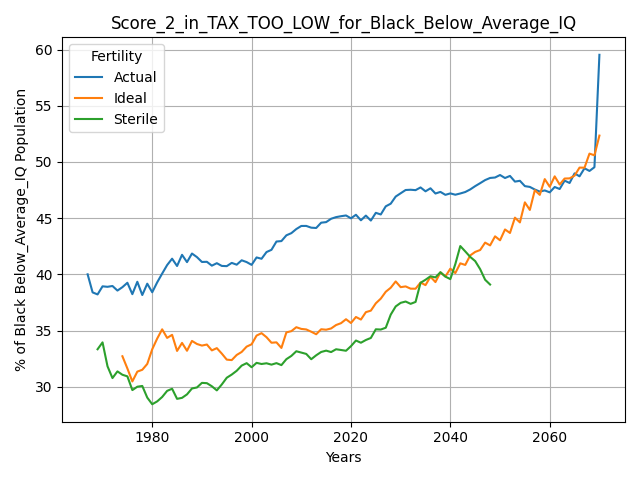 Score_2_in_TAX_TOO_LOW_for_Black_Below_Average_IQ
Fertility
Actual
Ideal
Sterile
% of Black Below_Average_IQ Population
60
55
50
45
40
35
30
1980
2000
2020
2040
2060
Years